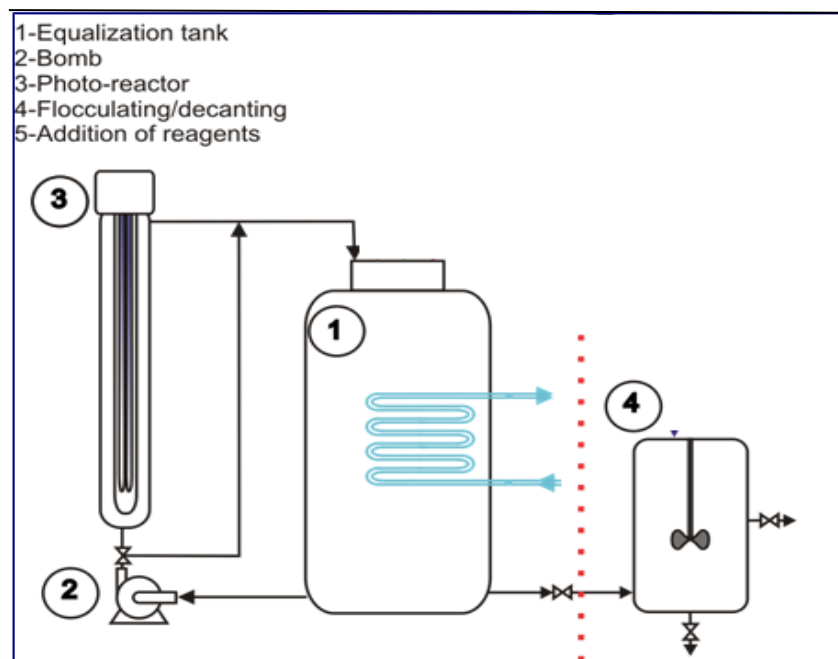 1-Equalization tank
2-Bomb
3-Photo-reactor
4-Flocculating/decanting
5-Addition of reagents
3
1
4
2